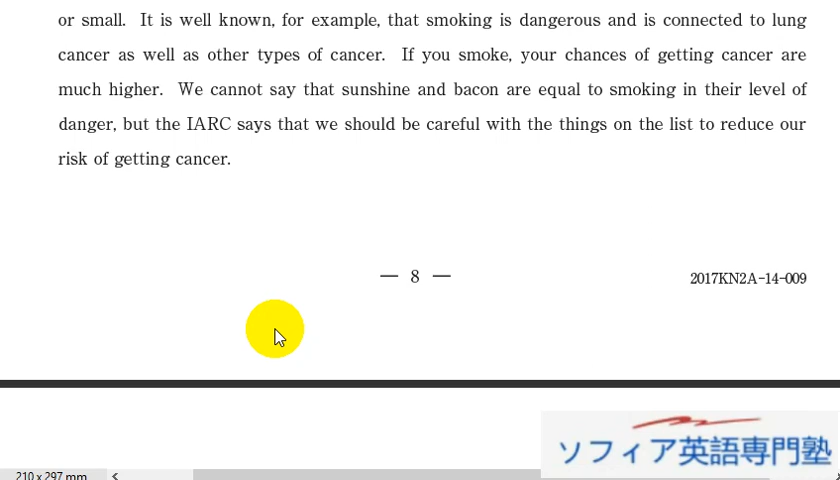 or small. It is well known, for example, that smoking is dangerous and is connected to lung
cancer as well as other types of cancer. If you smoke, your chances of getting cancer are
much higher. We cannot say that sunshine and bacon are equal to smoking in their level of
danger, but the IARC says that we should be careful with the things on the list to reduce our
risk of getting cancer.
— 8 —
2017KN2A-14-009
ソフィア英語専門塾
210 x 297 mm